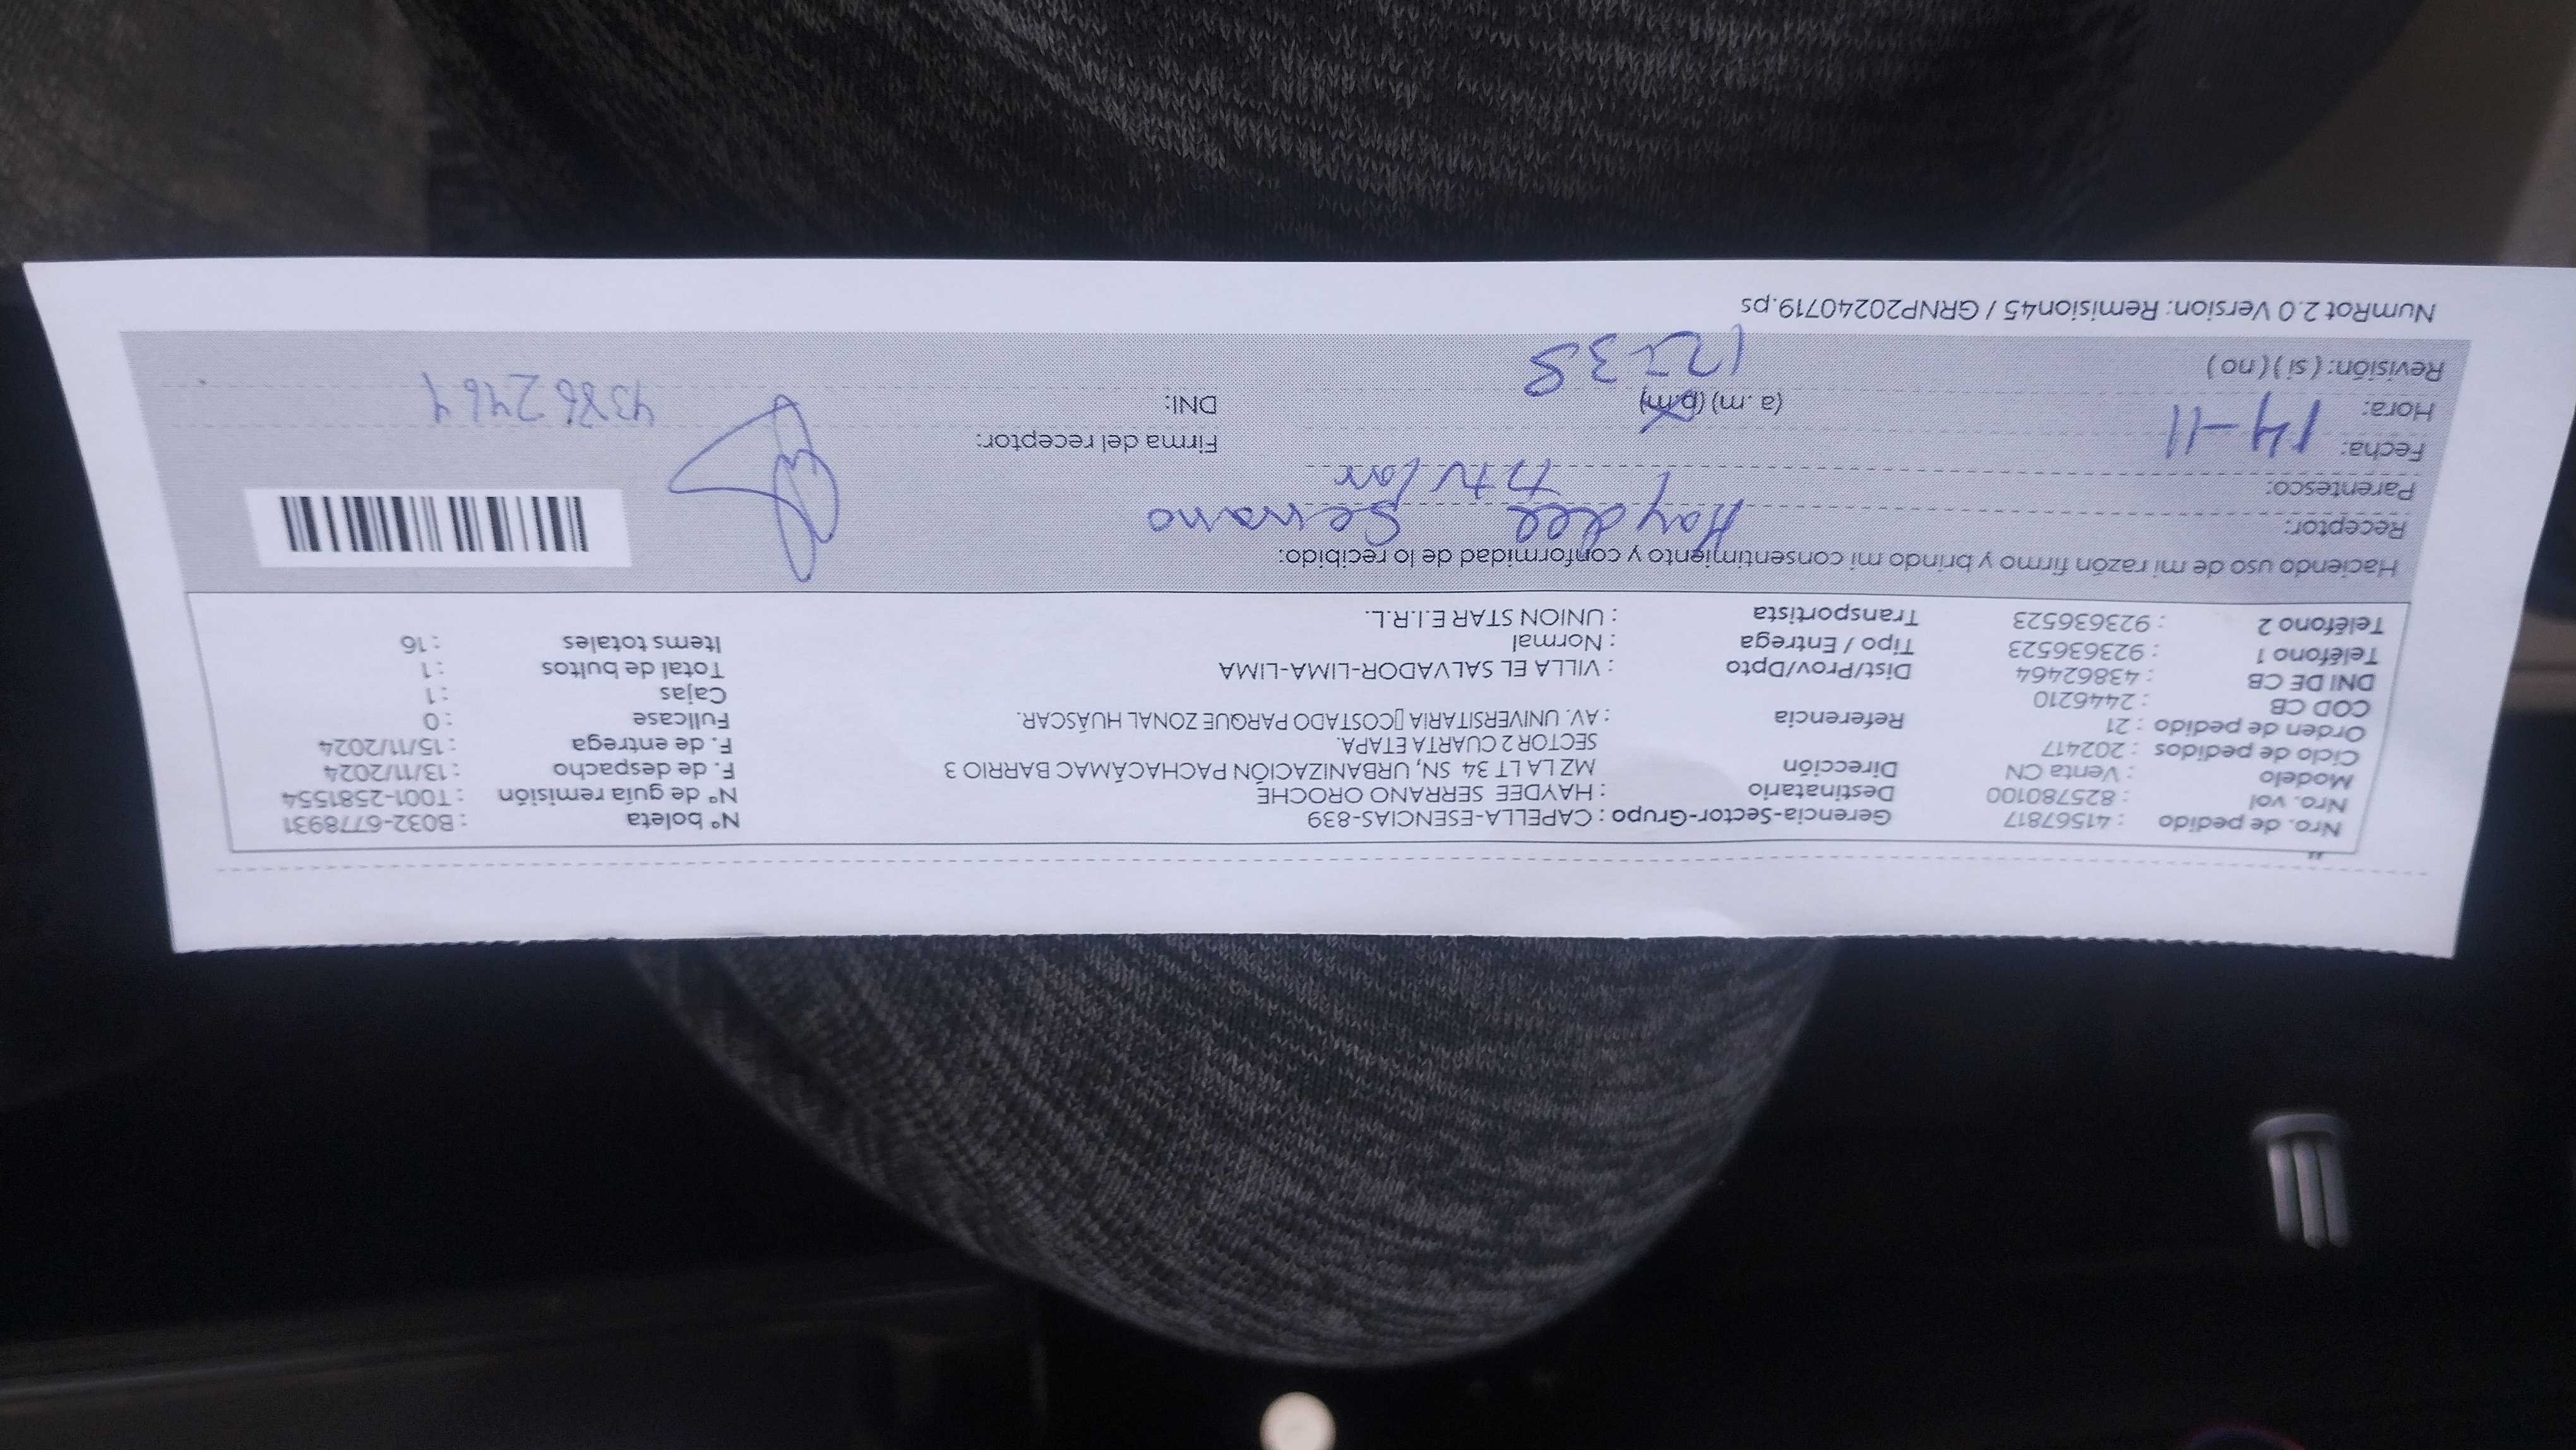 Nro. de pedido : 41567817 Gerencia-Sector-Grupo : CAPELLA-ESENCIAS-839 N° boleta : B032-6778931
Nro. vol : 825780100 Destinatario : HAYDEE SERRANO OROCHE N° de guía remisión : T001-2581554
Modelo : Venta CN Dirección MZ LA LT 34 SN, URBANIZACIÓN PACHACÁMAC BARRIO 3 F. de despacho : 13/11/2024
Ciclo de pedidos : 202417 SECTOR 2 CUARTA ETAPA. F. de entrega : 15/11/2024
Orden de pedido : 21 Referencia : AV. UNIVERSITARIA ▯COSTADO PARQUE ZONAL HUÁSCAR. Fullcase : 0
COD CB : 2446210 Cajas : 1
DNI DE CB : 43862464 Dist/Prov/Dpto : VILLA EL SALVADOR-LIMA-LIMA Total de bultos : 1
Teléfono 1 : 923636523 Tipo / Entrega : Normal Items totales : 16
Teléfono 2 : 923636523 Transportista : UNION STAR E.I.R.L.
Haciendo uso de mi razón firmo y brindo mi consentimiento y conformidad de lo recibido:
Receptor: Haydee Serrano
Parentesco: Titular
Fecha: 14-11 Firma del receptor:
Hora: (a.m) (p.m) DNI: 43862464
12:38
Revisión: ( si ) ( no )
NumRot 2.0 Version: Remision45 / GRNP20240719.ps